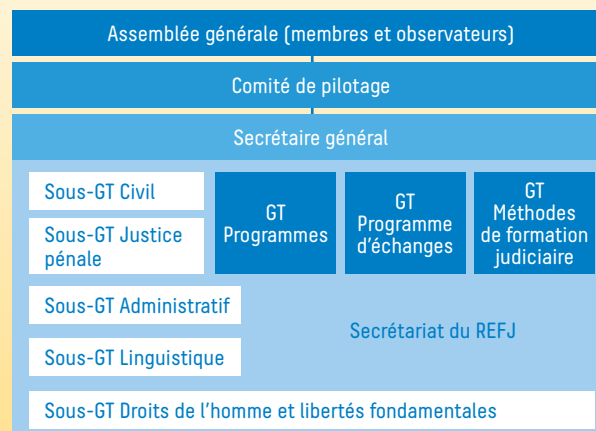 Assemblée générale (membres et observateurs)
Comité de pilotage
Secrétaire général
Sous-GT Civil
Sous-GT Justice
pénale
GT
Programmes
GT
Programme
d'échanges
GT
Méthodes
de formation
judiciaire
Sous-GT Administratif
Sous-GT Linguistique
Secrétariat du REFJ
Sous-GT Droits de l'homme et libertés fondamentales